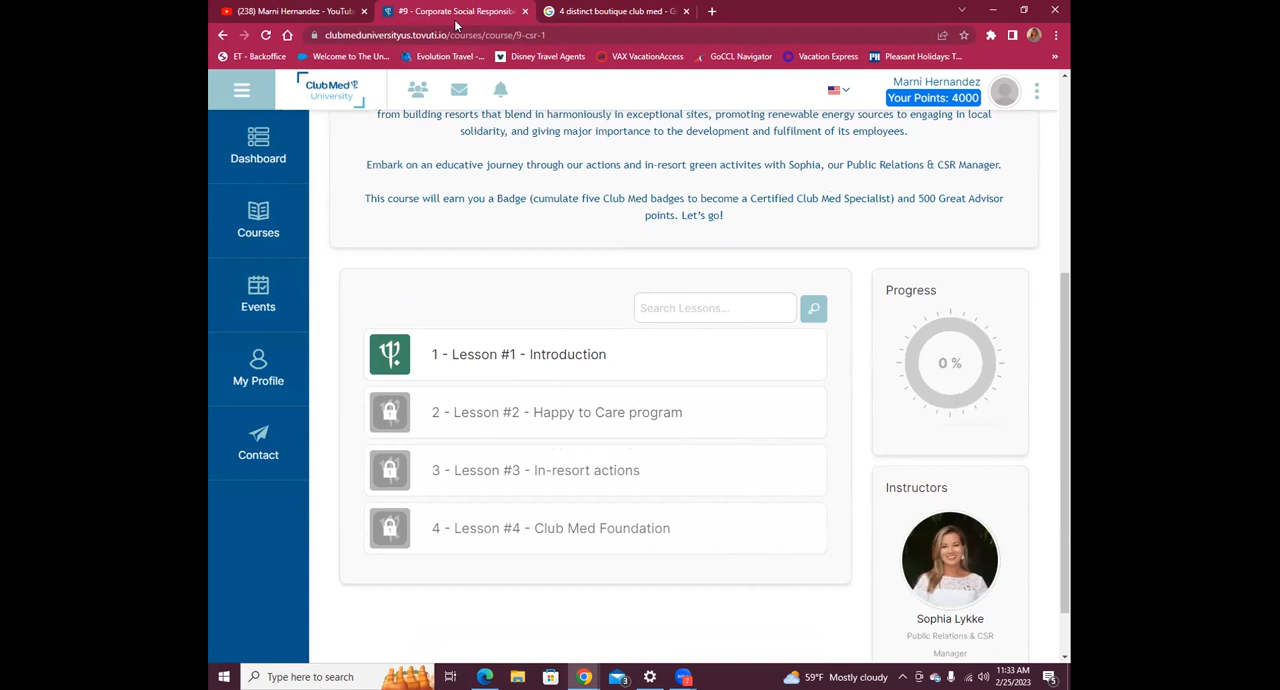 (238) Marni Hernandez - YouTub
#9 - Corporate Social Responsib
4 distinct boutique club med - G
clubmeduniversityus.tovuti.io/courses/course/9-csr-1
ET - Backoffice
Welcome to The Un...
Evolution Travel -...
Disney Travel Agents
VAX VacationAccess
GoCCL Navigator
Vacation Express
Pleasant Holidays: T...
Club Med
University
Marni Hernandez
Your Points: 4000
Dashboard
Courses
Events
My Profile
Contact
from building resorts that blend in harmoniously in exceptional sites, promoting renewable energy sources to engaging in local
solidarity, and giving major importance to the development and fulfilment of its employees.
Embark on an educative journey through our actions and in-resort green activites with Sophia, our Public Relations & CSR Manager.
This course will earn you a Badge (cumulate five Club Med badges to become a Certified Club Med Specialist) and 500 Great Advisor
points. Let's go!
Search Lessons...
1 - Lesson #1 - Introduction
2 - Lesson #2 - Happy to Care program
3 - Lesson #3 - In-resort actions
4 - Lesson #4 - Club Med Foundation
Progress
0 %
Instructors
Sophia Lykke
Public Relations & CSR
Manager
Type here to search
59°F Mostly cloudy
11:33 AM
2/25/2023